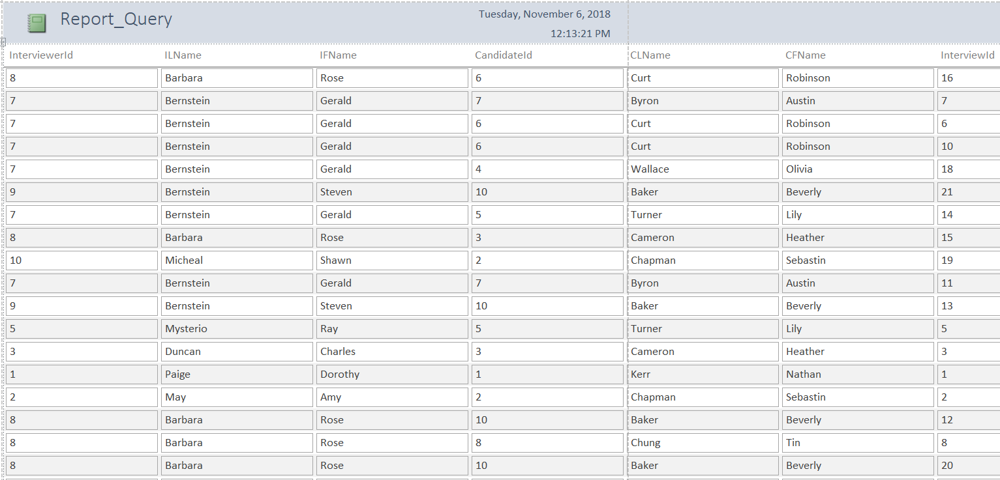 Report_Query
Tuesday, November 6, 2018
12:13:21 PM
InterviewerId ILName IFName CandidateId CLName CFName InterviewId
8 Barbara Rose 6 Curt Robinson 16
7 Bernstein Gerald 7 Byron Austin 7
7 Bernstein Gerald 6 Curt Robinson 6
7 Bernstein Gerald 6 Curt Robinson 10
7 Bernstein Gerald 4 Wallace Olivia 18
9 Bernstein Steven 10 Baker Beverly 21
7 Bernstein Gerald 5 Turner Lily 14
8 Barbara Rose 3 Cameron Heather 15
10 Micheal Shawn 2 Chapman Sebastin 19
7 Bernstein Gerald 7 Byron Austin 11
9 Bernstein Steven 10 Baker Beverly 13
5 Mysterio Ray 5 Turner Lily 5
3 Duncan Charles 3 Cameron Heather 3
1 Paige Dorothy 1 Kerr Nathan 1
2 May Amy 2 Chapman Sebastin 2
8 Barbara Rose 10 Baker Beverly 12
8 Barbara Rose 8 Chung Tin 8
8 Barbara Rose 10 Baker Beverly 20